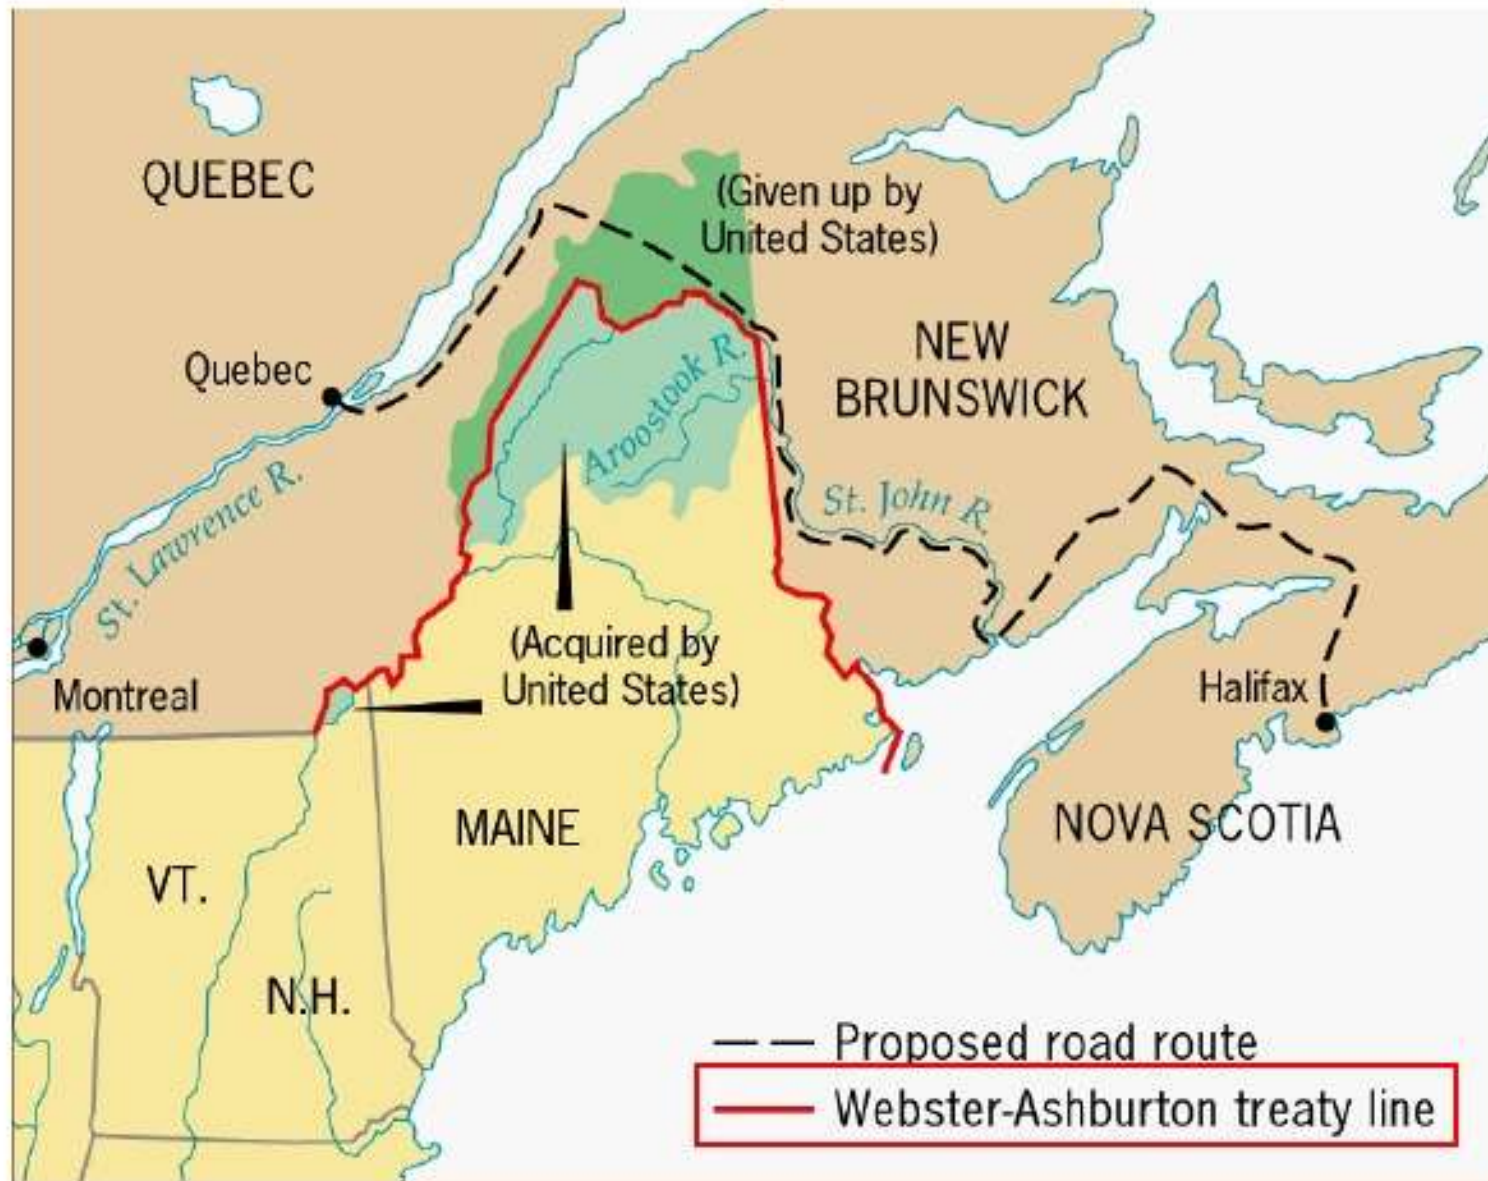 QUEBEC
(Given up by
United States)
NEW
BRUNSWICK
Quebec
Aroostook R.
St. Lawrence R.
St. John R.
(Acquired by
United States)
Montreal
Halifax
MAINE
NOVA SCOTIA
VT.
N.H.
Proposed road route
Webster-Ashburton treaty line